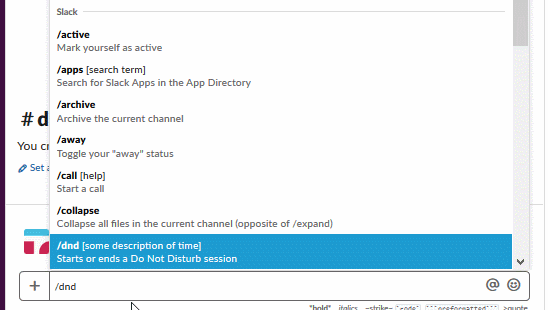 Slack
/active
Mark yourself as active
/apps [search term]
Search for Slack Apps in the App Directory
/archive
Archive the current channel
/away
Toggle your "away" status
/call [help]
Start a call
/collapse
Collapse all files in the current channel (opposite of /expand)
/dnd [some description of time]
Starts or ends a Do Not Disturb session
# d
You
Set
/dnd
*bold* _italics_ ~strike~ `code` ```preformatted``` >quote